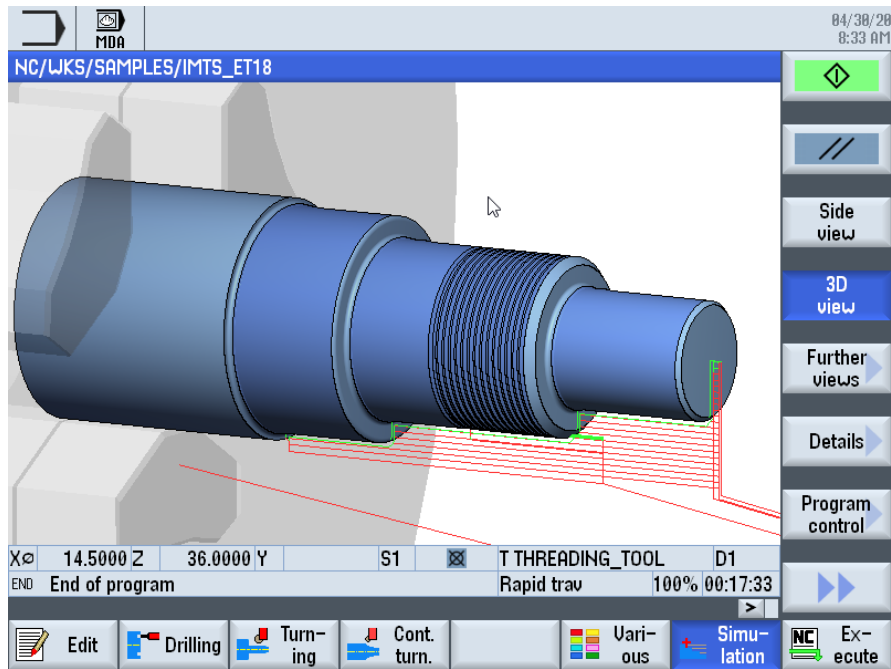 04/30/20
8:33 AM
MDA
NC/WKS/SAMPLES/IMTS_ET18
Side
view
3D
view
Further
views
Details
Program
control
X⌀ 14.5000 Z 36.0000 Y S1 T THREADING_TOOL D1
END End of program Rapid trav 100% 00:17:33
>
Edit
Drilling
Turn-
ing
Cont.
turn.
Vari-
ous
Simu-
lation
NC Ex-
ecute